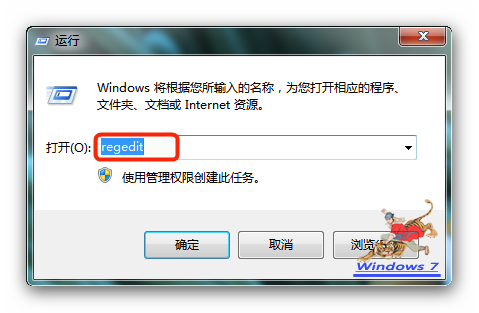 运行
Windows 将根据您所输入的名称，为您打开相应的程序、
文件夹、文档或 Internet 资源。
打开(O): regedit
使用管理权限创建此任务。
确定 取消 浏览(
Windows 7